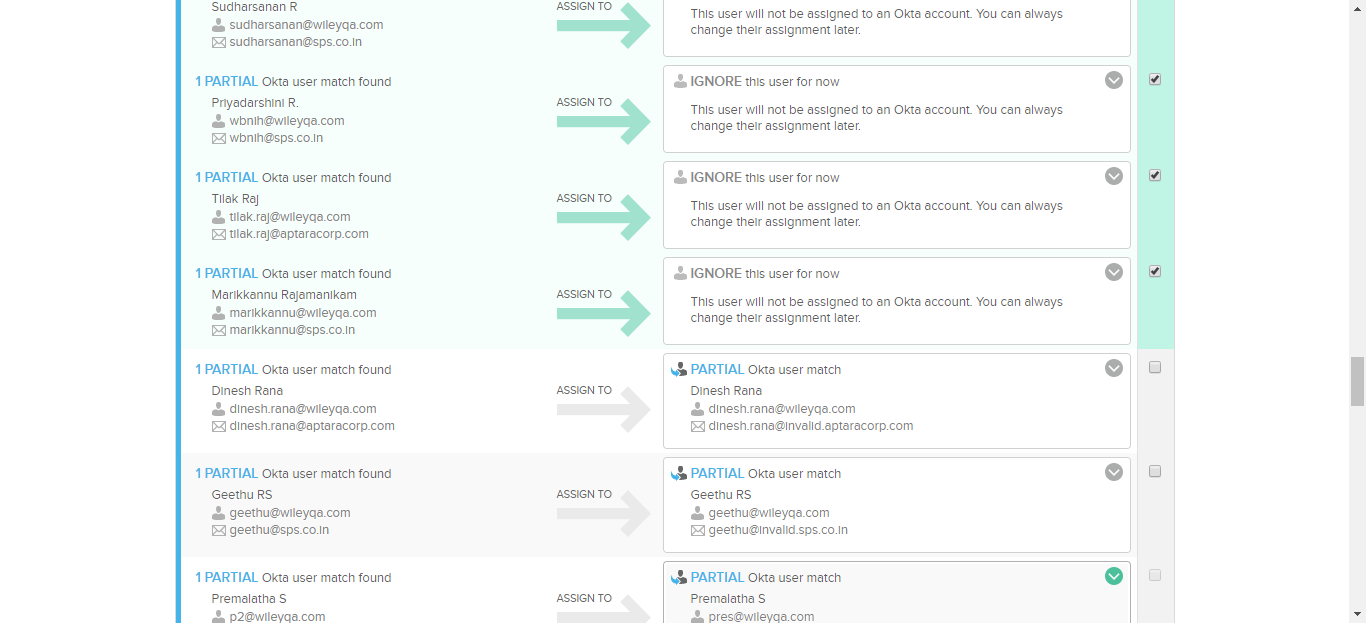 Sudharsanan R
sudharsanan@wileyqa.com
sudharsanan@sps.co.in
ASSIGN TO
This user will not be assigned to an Okta account. You can always
change their assignment later.
1 PARTIAL Okta user match found
Priyadarshini R.
wbnih@wileyqa.com
wbnih@sps.co.in
ASSIGN TO
IGNORE this user for now
This user will not be assigned to an Okta account. You can always
change their assignment later.
1 PARTIAL Okta user match found
Tilak Raj
tilak.raj@wileyqa.com
tilak.raj@aptaracorp.com
ASSIGN TO
IGNORE this user for now
This user will not be assigned to an Okta account. You can always
change their assignment later.
1 PARTIAL Okta user match found
Marikkannu Rajamanikam
marikkannu@wileyqa.com
marikkannu@sps.co.in
ASSIGN TO
IGNORE this user for now
This user will not be assigned to an Okta account. You can always
change their assignment later.
1 PARTIAL Okta user match found
Dinesh Rana
dinesh.rana@wileyqa.com
dinesh.rana@aptaracorp.com
ASSIGN TO
PARTIAL Okta user match
Dinesh Rana
dinesh.rana@wileyqa.com
dinesh.rana@invalid.aptaracorp.com
1 PARTIAL Okta user match found
Geethu RS
geethu@wileyqa.com
geethu@sps.co.in
ASSIGN TO
PARTIAL Okta user match
Geethu RS
geethu@wileyqa.com
geethu@invalid.sps.co.in
1 PARTIAL Okta user match found
Premalatha S
p2@wileyqa.com
ASSIGN TO
PARTIAL Okta user match
Premalatha S
pres@wileyqa.com